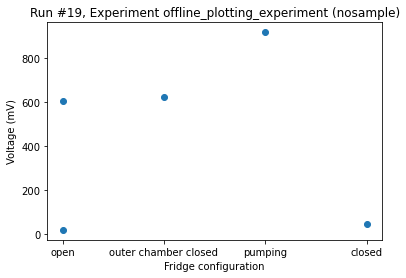 Run #19, Experiment offline_plotting_experiment (nosample)
800
600
400
200
0
Voltage (mV)
open
outer chamber closed
pumping
closed
Fridge configuration